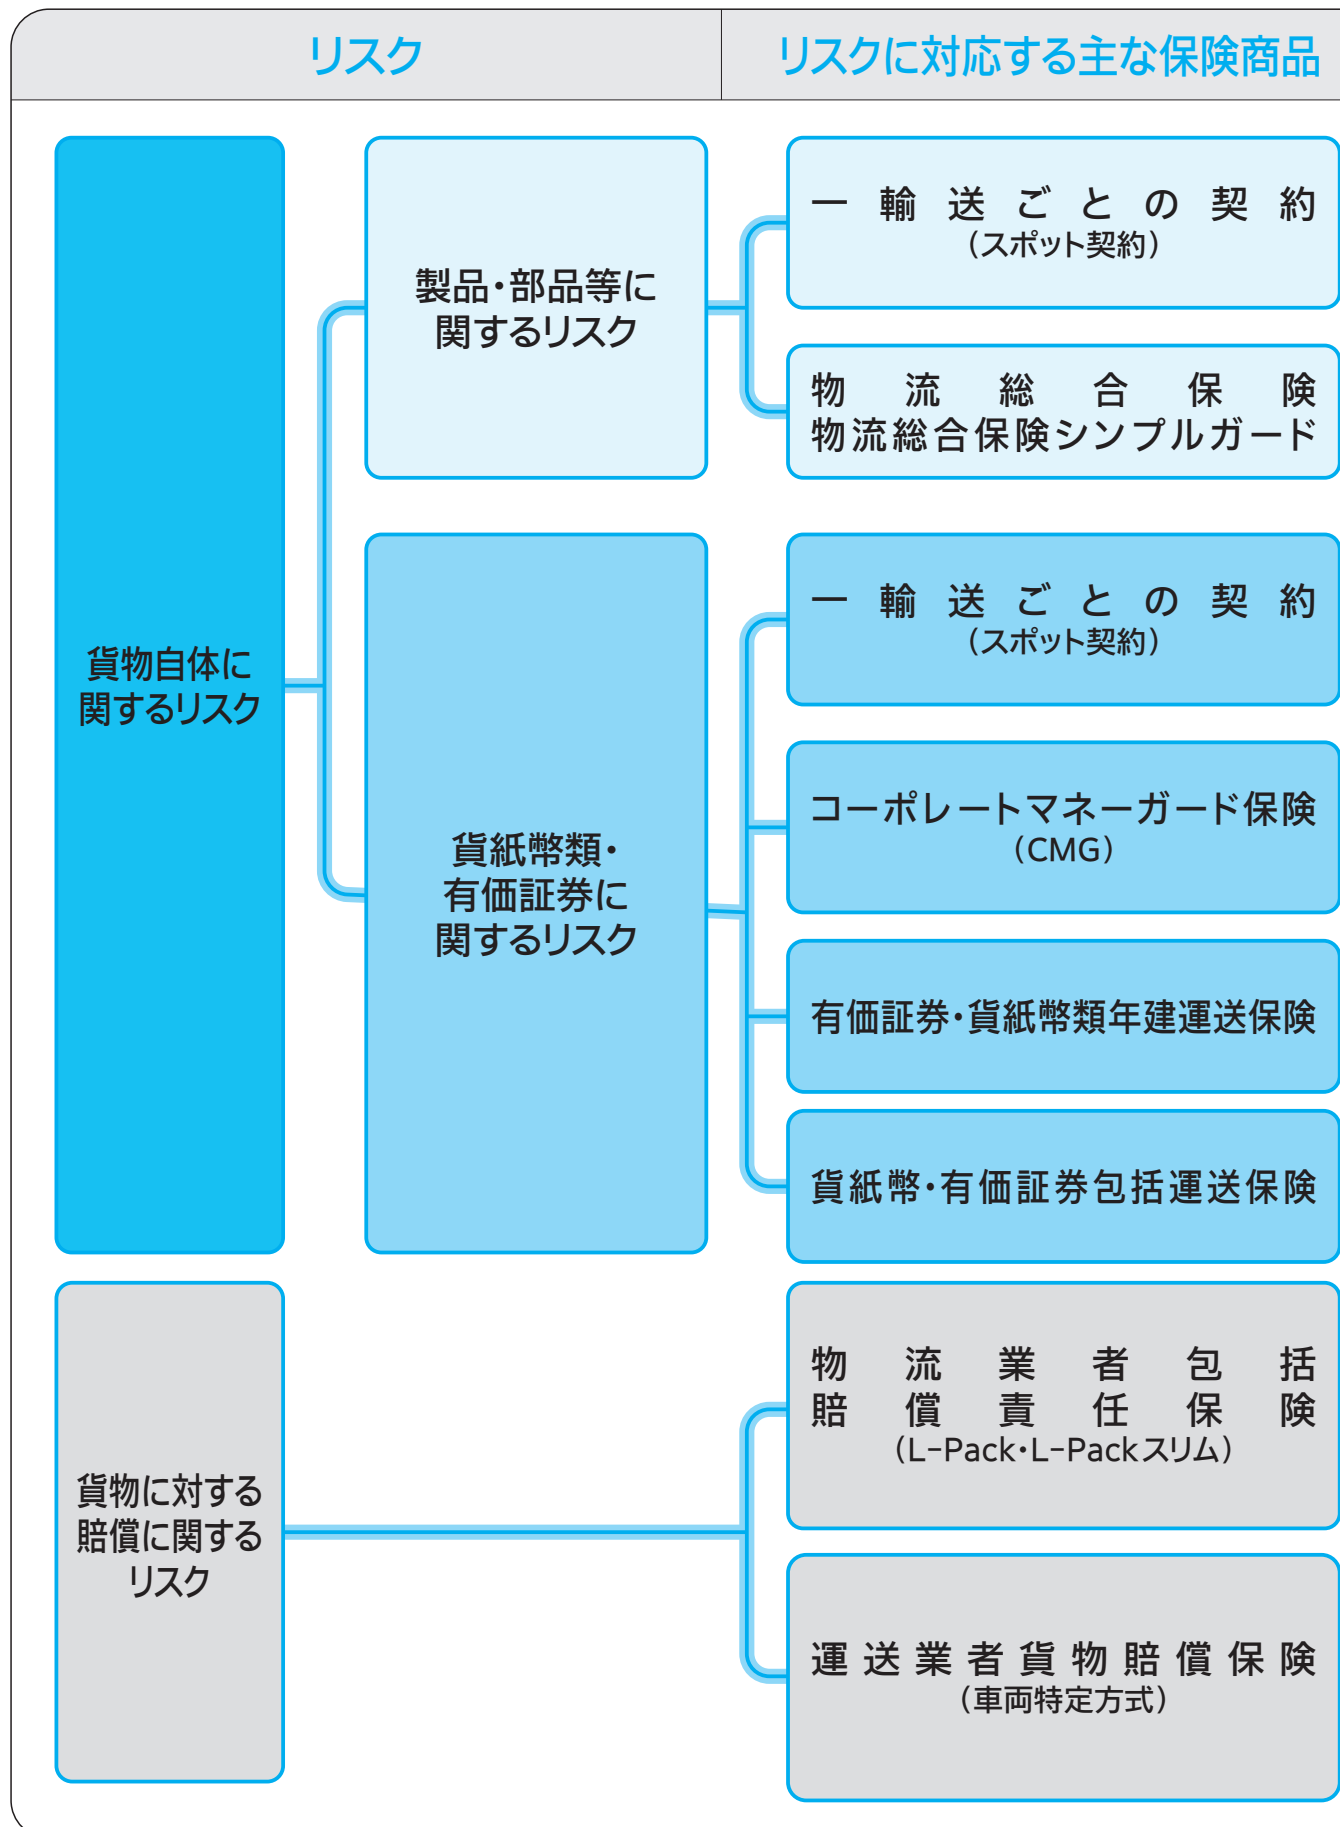 リスク
リスクに対応する主な保険商品
貨物自体に
関するリスク
製品・部品等に
関するリスク
一輸送ごとの契約
（スポット契約）
物流総合保険
物流総合保険シンプルガード
貨紙幣類・
有価証券に
関するリスク
一輸送ごとの契約
（スポット契約）
コーポレートマネーガード保険
（CMG）
有価証券・貨紙幣類年建運送保険
貨紙幣・有価証券包括運送保険
貨物に対する
賠償に関する
リスク
物流業者包括
賠償責任保険
（L-Pack・L-Packスリム）
運送業者貨物賠償保険
（車両特定方式）